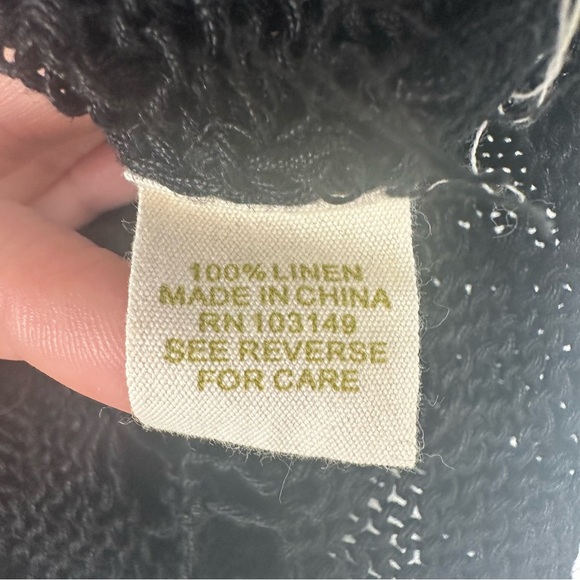 100% LINEN
MADE IN CHINA
RN 103149
SEE REVERSE
FOR CARE